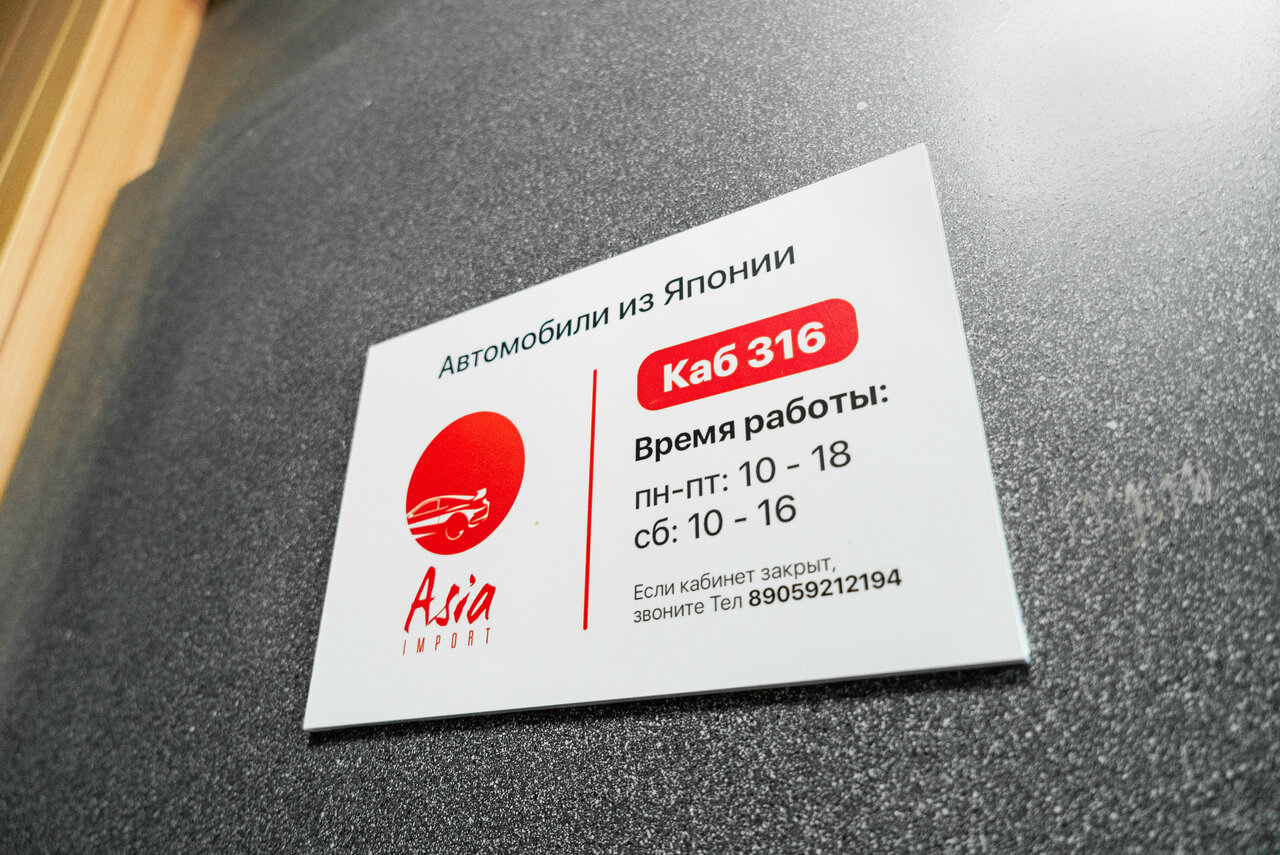 Автомобили из Японии
Asia
IMPORT
Каб 316
Время работы:
пн-пт: 10 - 18
сб: 10 - 16
Если кабинет закрыт,
звоните Тел 89059212194